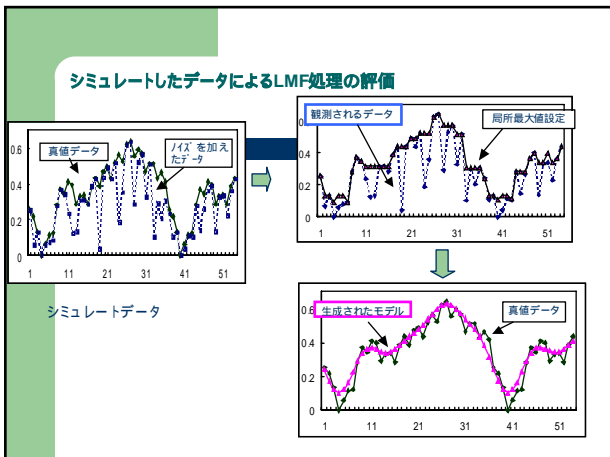 シミュレートしたデータによるLMF処理の評価
真値データ
ノイズを加え
たデータ
0.6
0.4
0.2
0
1 11 21 31 41 51
シミュレートデータ
観測されるデータ
局所最大値設定
0.6
0.4
0.2
0
1 11 21 31 41 51
生成されたモデル
真値データ
0.6
0.4
0.2
0
1 11 21 31 41 51